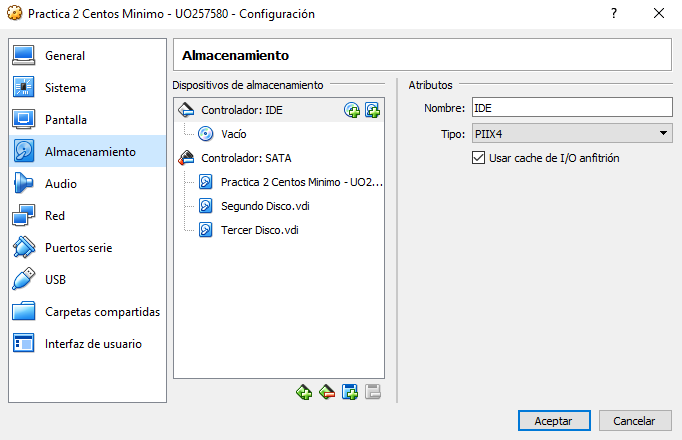 Practica 2 Centos Minimo - UO257580 - Configuración
General
Sistema
Pantalla
Almacenamiento
Audio
Red
Puertos serie
USB
Carpetas compartidas
Interfaz de usuario
Almacenamiento
Dispositivos de almacenamiento
Controlador: IDE
Vacío
Controlador: SATA
Practica 2 Centos Minimo - UO2...
Segundo Disco.vdi
Tercer Disco.vdi
Atributos
Nombre: IDE
Tipo: PIIX4
Usar cache de I/O anfitrión
Aceptar Cancelar